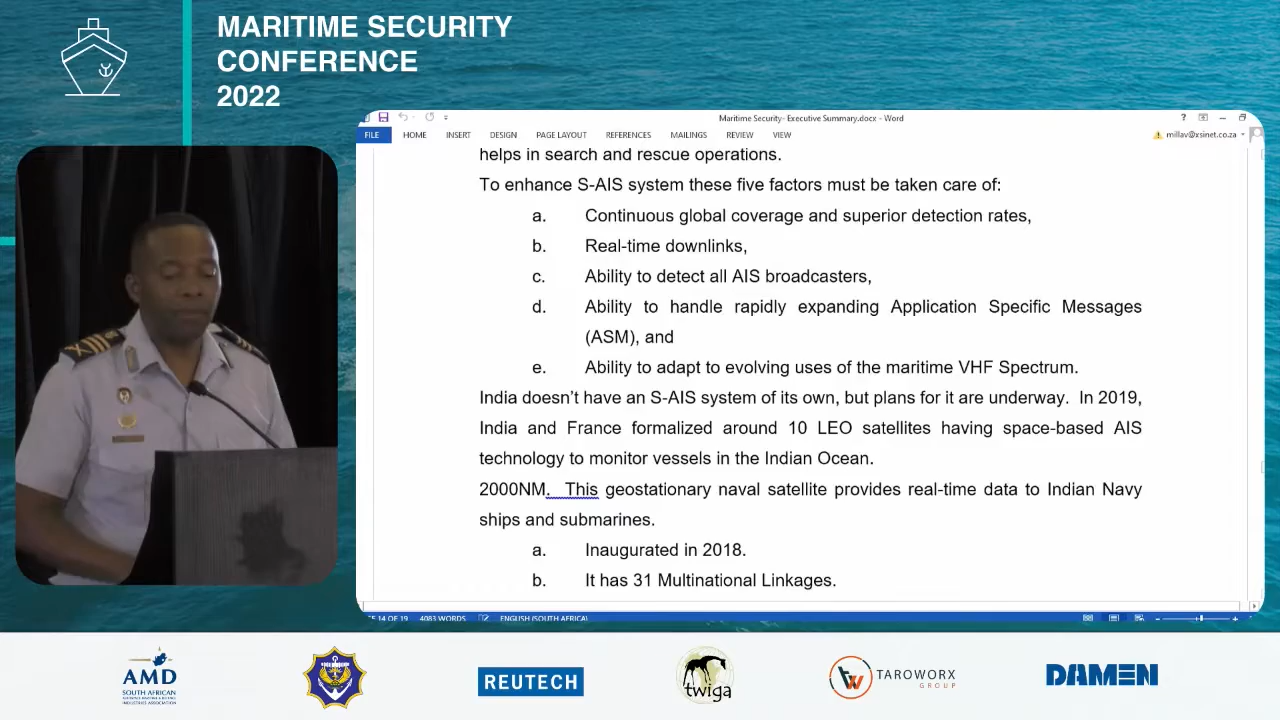 MARITIME SECURITY
CONFERENCE
2022
Maritime Security- Executive Summary.docx - Word
FILE HOME INSERT DESIGN PAGE LAYOUT REFERENCES MAILINGS REVIEW VIEW
millav@xsinet.co.za
helps in search and rescue operations.
To enhance S-AIS system these five factors must be taken care of:
a. Continuous global coverage and superior detection rates,
b. Real-time downlinks,
c. Ability to detect all AIS broadcasters,
d. Ability to handle rapidly expanding Application Specific Messages
(ASM), and
e. Ability to adapt to evolving uses of the maritime VHF Spectrum.
India doesn’t have an S-AIS system of its own, but plans for it are underway. In 2019,
India and France formalized around 10 LEO satellites having space-based AIS
technology to monitor vessels in the Indian Ocean.
2000NM. This geostationary naval satellite provides real-time data to Indian Navy
ships and submarines.
a. Inaugurated in 2018.
b. It has 31 Multinational Linkages.
14 OF 19 4083 WORDS ENGLISH (SOUTH AFRICA)
AMD
SOUTH AFRICAN
REUTECH
twiga
TAROWORX
GROUP
DAMEN